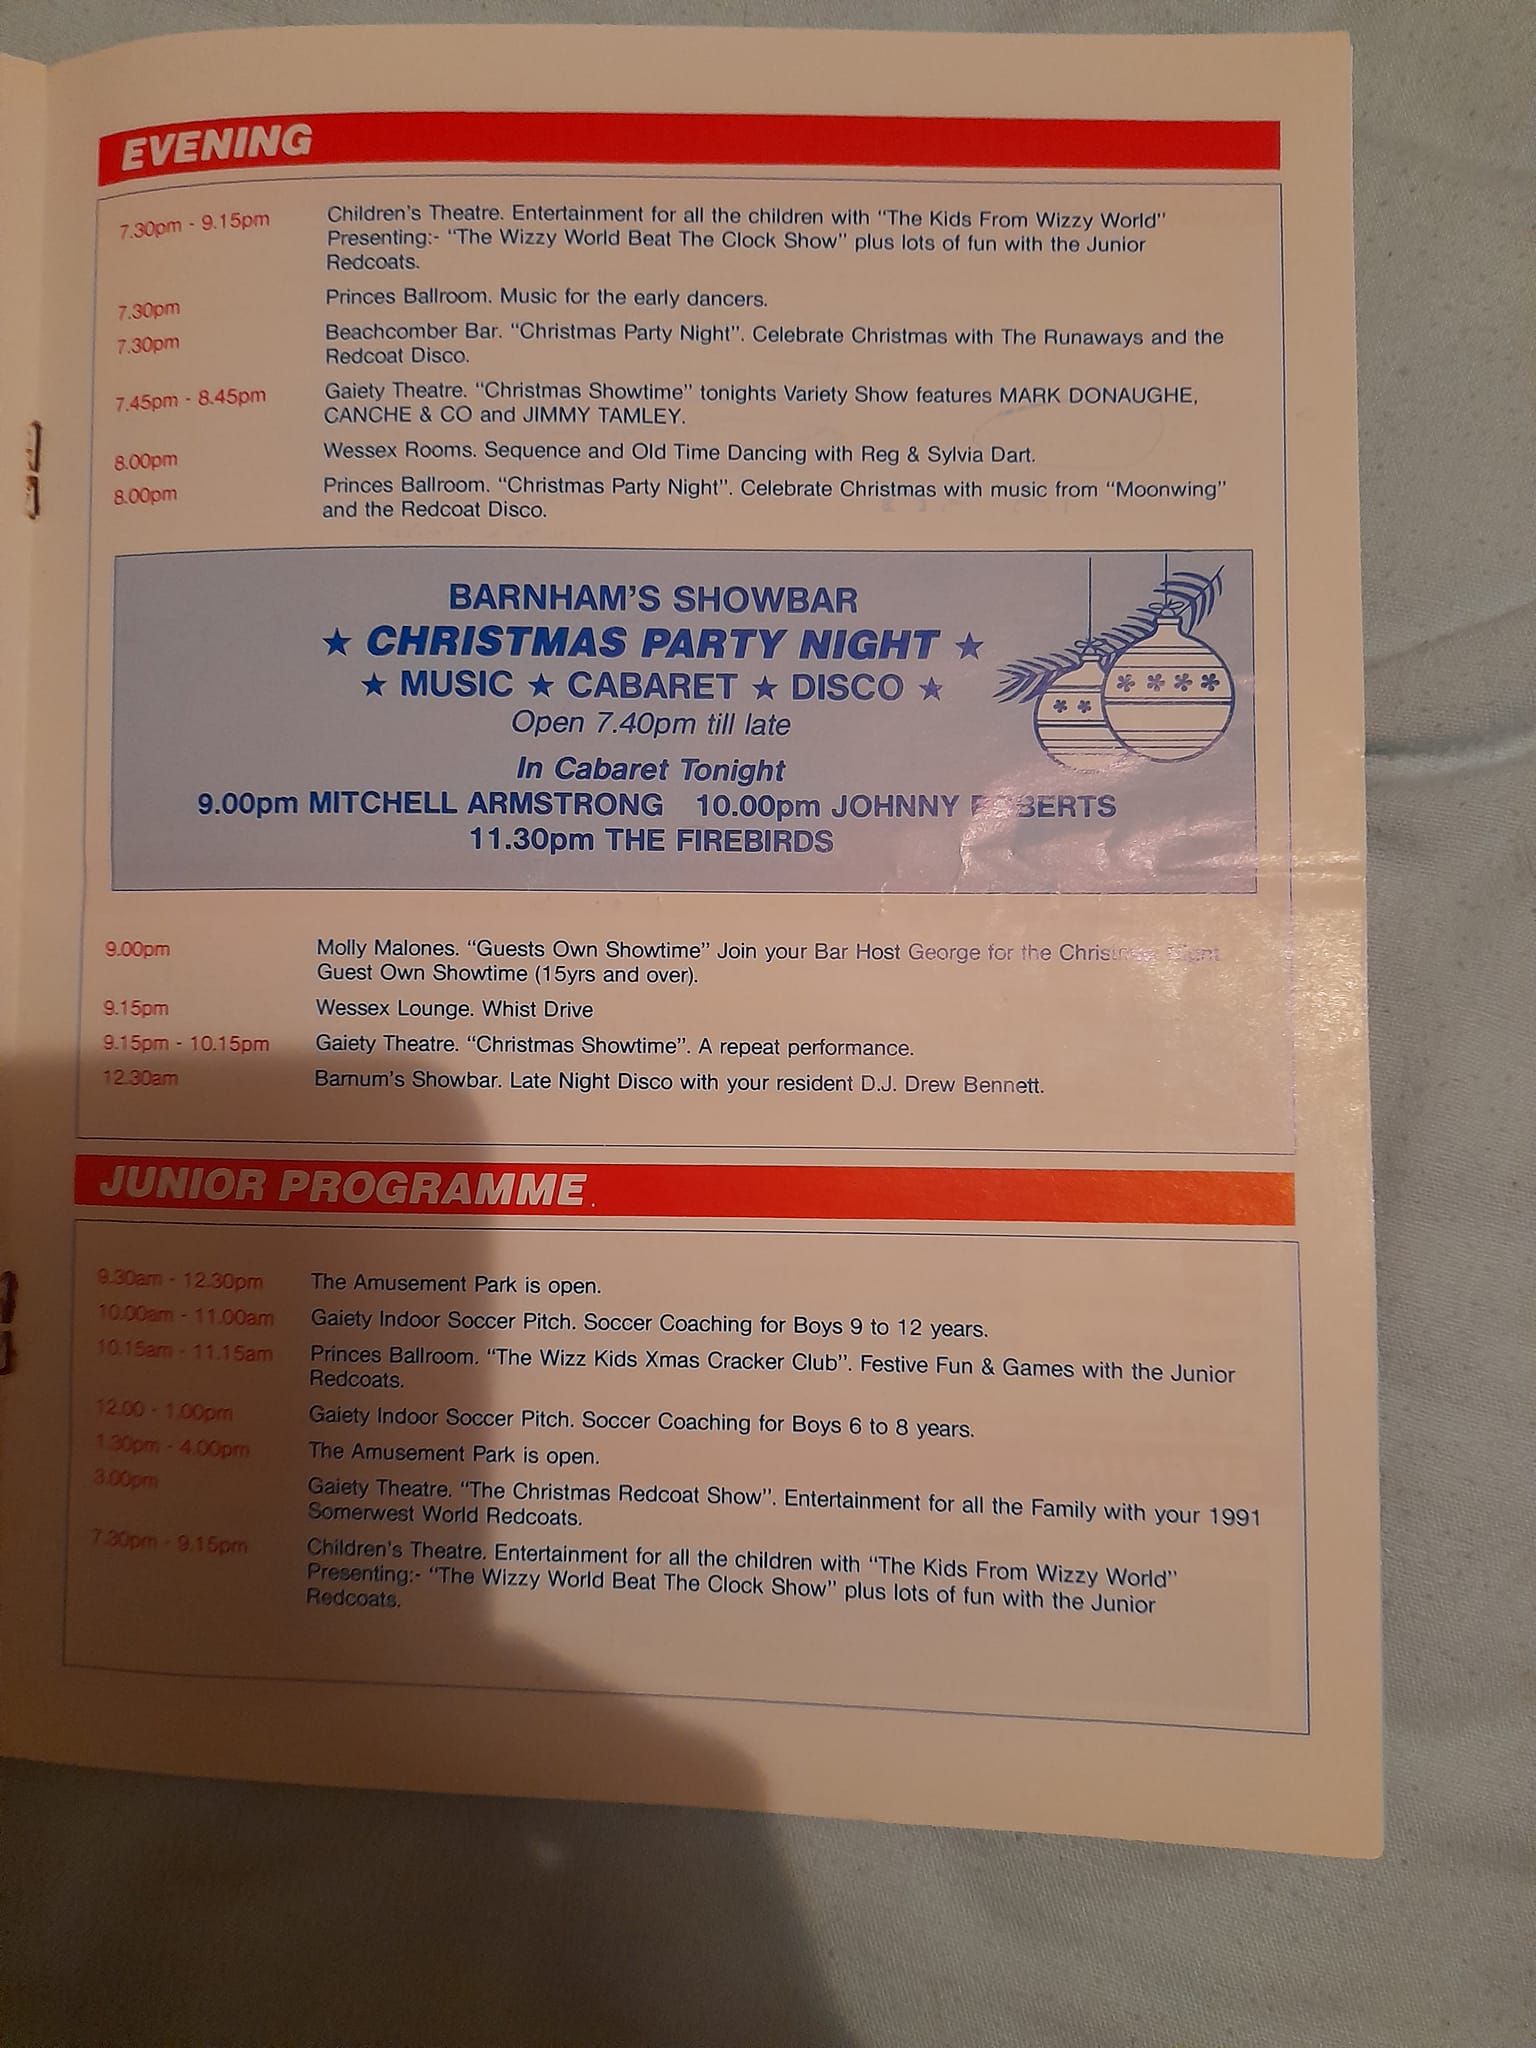 EVENING
7.30pm - 9.15pm Children's Theatre. Entertainment for all the children with "The Kids From Wizzy World"
Presenting:- "The Wizzy World Beat The Clock Show" plus lots of fun with the Junior
Redcoats.
7.30pm Princes Ballroom. Music for the early dancers.
7.30pm Beachcomber Bar. "Christmas Party Night". Celebrate Christmas with The Runaways and the
Redcoat Disco.
7.45pm - 8.45pm Gaiety Theatre. "Christmas Showtime" tonights Variety Show features MARK DONAUGHE,
CANCHE & CO and JIMMY TAMLEY.
8.00pm Wessex Rooms. Sequence and Old Time Dancing with Reg & Sylvia Dart.
8.00pm Princes Ballroom. "Christmas Party Night". Celebrate Christmas with music from "Moonwing"
and the Redcoat Disco.
BARNHAM'S SHOWBAR
★ CHRISTMAS PARTY NIGHT ★
★ MUSIC ★ CABARET ★ DISCO ★
Open 7.40pm till late
In Cabaret Tonight
9.00pm MITCHELL ARMSTRONG 10.00pm JOHNNY ROBERTS
11.30pm THE FIREBIRDS
9.00pm Molly Malones. "Guests Own Showtime" Join your Bar Host George for the Christmas Night
Guest Own Showtime (15yrs and over).
9.15pm Wessex Lounge. Whist Drive
9.15pm - 10.15pm Gaiety Theatre. "Christmas Showtime". A repeat performance.
12.30am Barnum's Showbar. Late Night Disco with your resident D.J. Drew Bennett.
JUNIOR PROGRAMME
9.30am - 12.30pm The Amusement Park is open.
10.00am - 11.00am Gaiety Indoor Soccer Pitch. Soccer Coaching for Boys 9 to 12 years.
10.15am - 11.15am Princes Ballroom. "The Wizz Kids Xmas Cracker Club". Festive Fun & Games with the Junior
Redcoats.
12.00 - 1.00pm Gaiety Indoor Soccer Pitch. Soccer Coaching for Boys 6 to 8 years.
1.30pm - 4.00pm The Amusement Park is open.
3.00pm Gaiety Theatre. "The Christmas Redcoat Show". Entertainment for all the Family with your 1991
Somerwest World Redcoats.
7.30pm - 9.15pm Children's Theatre. Entertainment for all the children with "The Kids From Wizzy World"
Presenting:- "The Wizzy World Beat The Clock Show" plus lots of fun with the Junior
Redcoats.